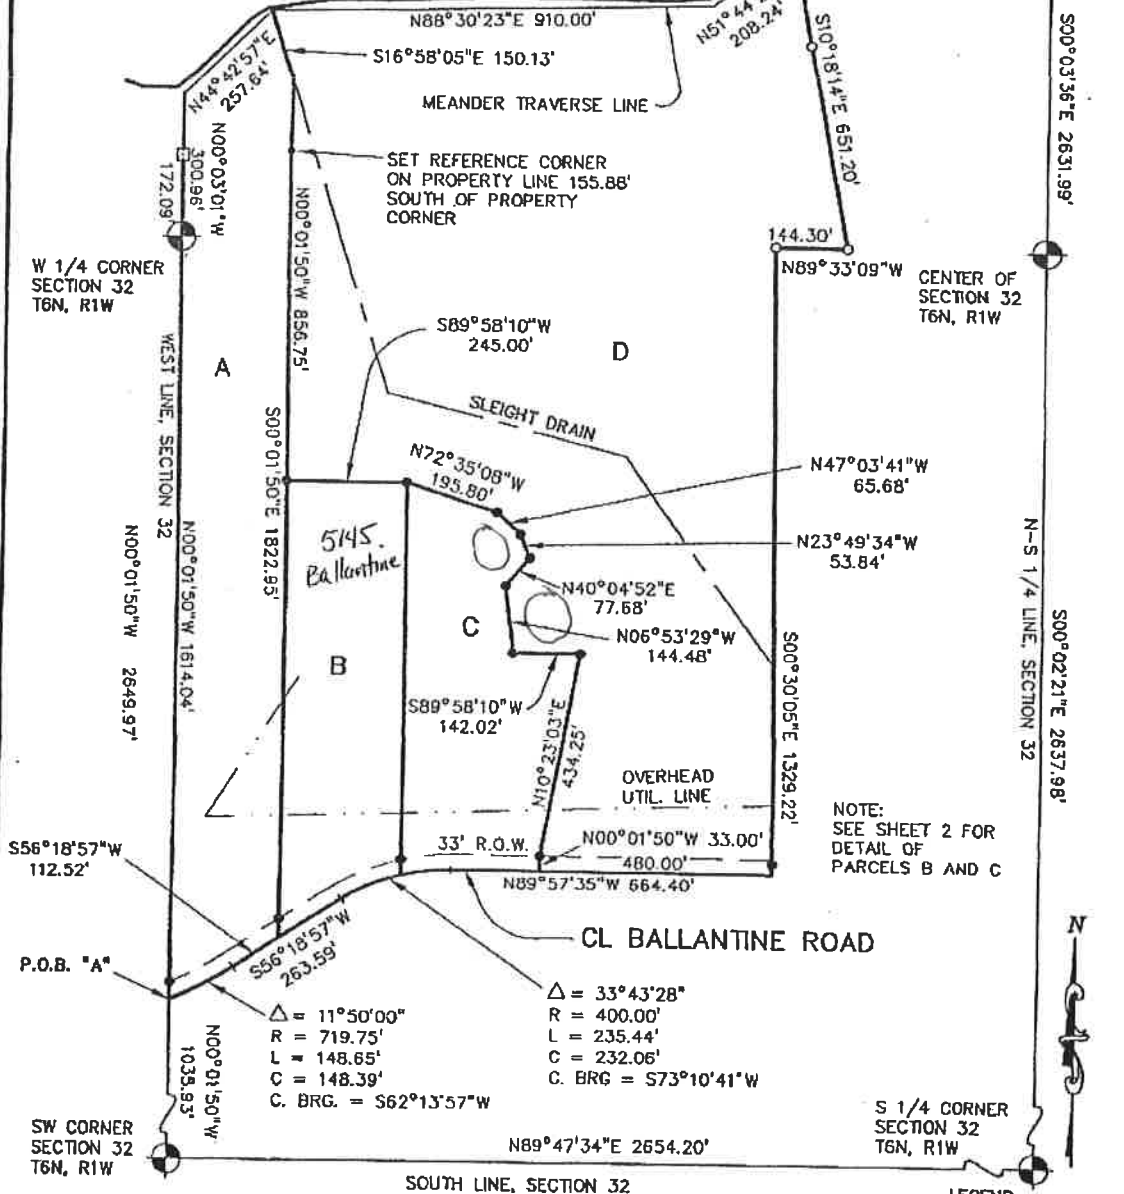 N88°30'23"E 910.00'
N51°44'2
208.24'
S16°58'05"E 150.13'
N44°42'57"E
257.64'
MEANDER TRAVERSE LINE
S10°18'14"E 651.20'
S00°03'36"E 2631.99'
N00°03'01"W
300.96'
172.09'
SET REFERENCE CORNER
ON PROPERTY LINE 155.88'
SOUTH OF PROPERTY
CORNER
W 1/4 CORNER
SECTION 32
T6N, R1W
144.30'
N89°33'09"W
CENTER OF
SECTION 32
T6N, R1W
N00°01'50"W 856.75'
S89°58'10"W
245.00'
A
D
WEST LINE, SECTION 32
SLEIGHT DRAIN
S00°01'50"E 1822.95'
N72°35'08"W
195.80'
N47°03'41"W
65.68'
5145.
Ballantine
N23°49'34"W
53.84'
N40°04'52"E
77.68'
N00°01'50"W 2649.97'
N00°01'50"W 1614.04'
C
N06°53'29"W
144.48'
B
S89°58'10"W
142.02'
N10°23'03"E
434.25'
S00°30'05"E 1329.22'
N-S 1/4 LINE, SECTION 32
S00°02'21"E 2637.98'
OVERHEAD
UTIL. LINE
NOTE:
SEE SHEET 2 FOR
DETAIL OF
PARCELS B AND C
S56°18'57"W
112.52'
33' R.O.W.
N00°01'50"W 33.00'
480.00'
N89°57'35"W 664.40'
CL BALLANTINE ROAD
N
P.O.B. "A"
S56°18'57"W
263.59'
Δ= 11°50'00"
R = 719.75'
L = 148.65'
C = 148.39'
C. BRG. = S62°13'57"W
Δ= 33°43'28"
R = 400.00'
L = 235.44'
C = 232.06'
C. BRG = S73°10'41"W
N00°01'50"W
1035.93'
SW CORNER
SECTION 32
T6N, R1W
N89°47'34"E 2654.20'
SOUTH LINE, SECTION 32
S 1/4 CORNER
SECTION 32
T6N, R1W
LEGEND